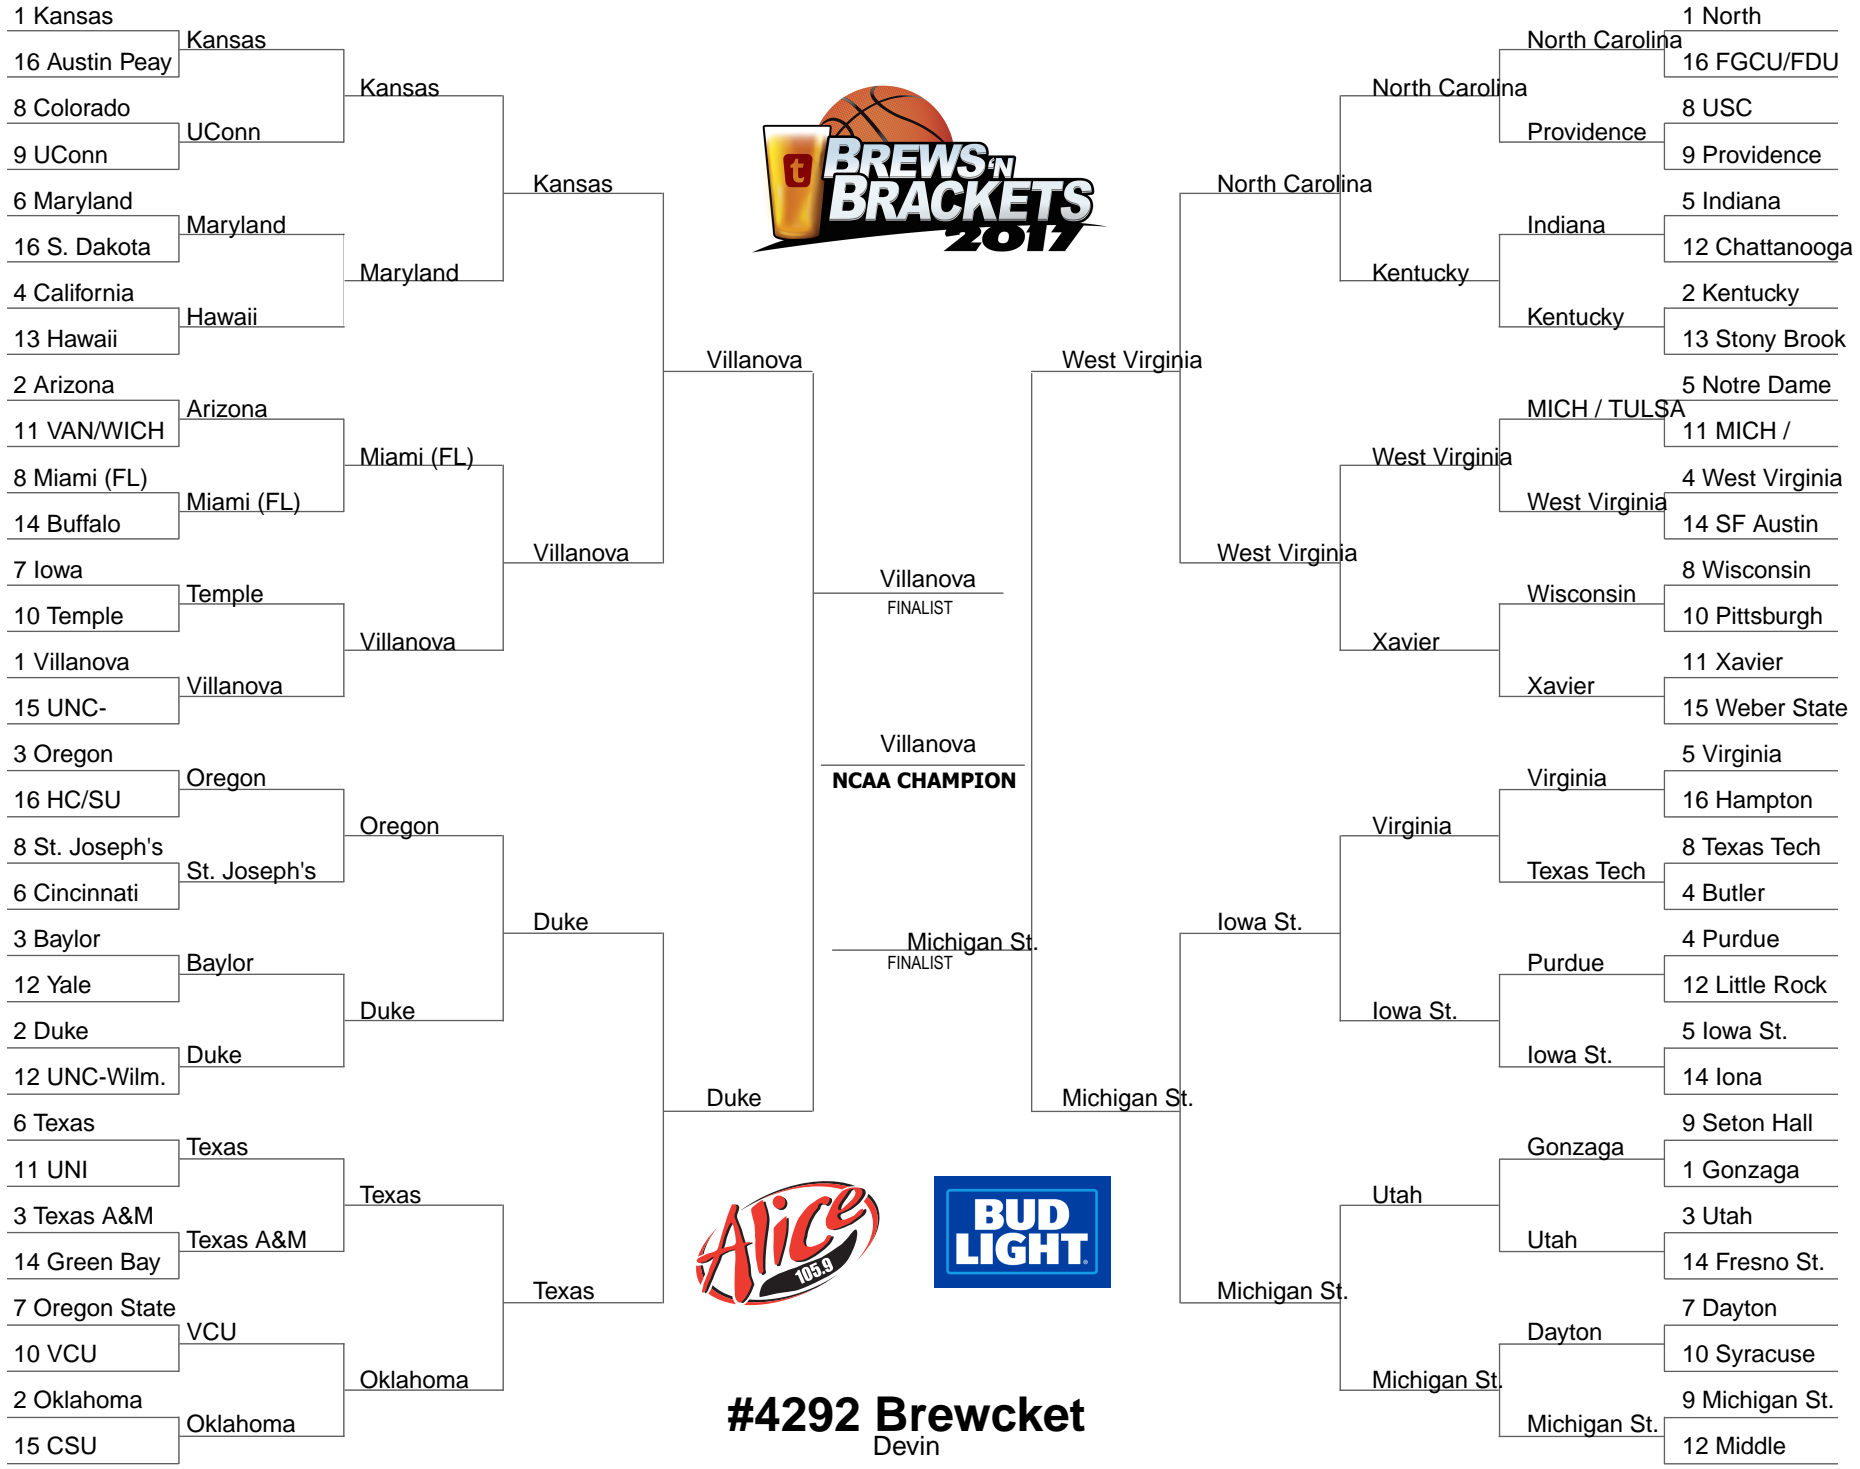 1 Kansas
16 Austin Peay
8 Colorado
9 UConn
6 Maryland
16 S. Dakota
4 California
13 Hawaii
2 Arizona
11 VAN/WICH
8 Miami (FL)
14 Buffalo
7 Iowa
10 Temple
1 Villanova
15 UNC-
3 Oregon
16 HC/SU
8 St. Joseph's
6 Cincinnati
3 Baylor
12 Yale
2 Duke
12 UNC-Wilm.
6 Texas
11 UNI
3 Texas A&M
14 Green Bay
7 Oregon State
10 VCU
2 Oklahoma
15 CSU
Kansas
UConn
Maryland
Hawaii
Arizona
Miami (FL)
Temple
Villanova
Oregon
St. Joseph's
Baylor
Duke
Texas
Texas A&M
VCU
Oklahoma
Kansas
Maryland
Miami (FL)
Villanova
Oregon
Duke
Texas
Oklahoma
Kansas
Villanova
Duke
Texas
Villanova
Duke
t
BREWS 'N
BRACKETS
2017
Villanova
FINALIST
Villanova
NCAA CHAMPION
Michigan St.
FINALIST
Alice
105.9
BUD
LIGHT
#4292 Brewcket
Devin
West Virginia
Michigan St.
North Carolina
West Virginia
Iowa St.
Michigan St.
North Carolina
Kentucky
West Virginia
Xavier
Virginia
Iowa St.
Utah
Michigan St.
North Carolina
Providence
Indiana
Kentucky
MICH / TULSA
West Virginia
Wisconsin
Xavier
Virginia
Texas Tech
Purdue
Iowa St.
Gonzaga
Utah
Dayton
Michigan St.
1 North
16 FGCU/FDU
8 USC
9 Providence
5 Indiana
12 Chattanooga
2 Kentucky
13 Stony Brook
5 Notre Dame
11 MICH /
4 West Virginia
14 SF Austin
8 Wisconsin
10 Pittsburgh
11 Xavier
15 Weber State
5 Virginia
16 Hampton
8 Texas Tech
4 Butler
4 Purdue
12 Little Rock
5 Iowa St.
14 Iona
9 Seton Hall
1 Gonzaga
3 Utah
14 Fresno St.
7 Dayton
10 Syracuse
9 Michigan St.
12 Middle